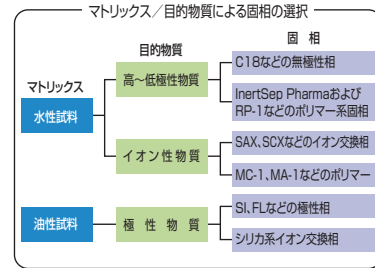 マトリックス／目的物質による固相の選択
固 相
目的物質
マトリックス
C18などの無極性相
高～低極性物質
InertSep Pharmaおよび
RP-1などのポリマー系固相
水性試料
SAX、SCXなどのイオン交換相
イオン性物質
MC-1、MA-1などのポリマー
SI、FLなどの極性相
油性試料
極 性 物 質
シリカ系イオン交換相